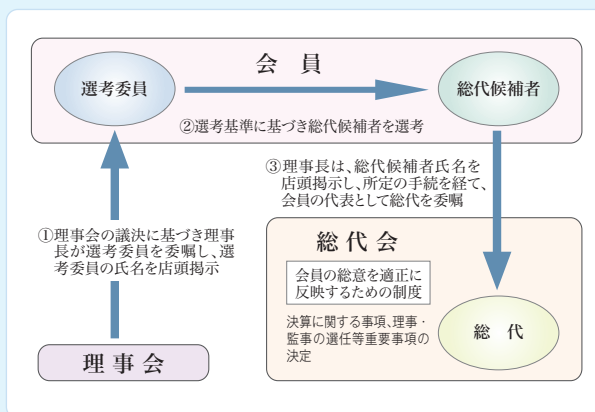 会 員
選考委員
総代候補者
②選考基準に基づき総代候補者を選考
③理事長は、総代候補者氏名を
店頭掲示し、所定の手続を経て、
会員の代表として総代を委嘱
①理事会の議決に基づき理事
長が選考委員を委嘱し、選
考委員の氏名を店頭掲示
総 代 会
会員の総意を適正に
反映するための制度
決算に関する事項、理事・
監事の選任等重要事項の
決定
総 代
理 事 会